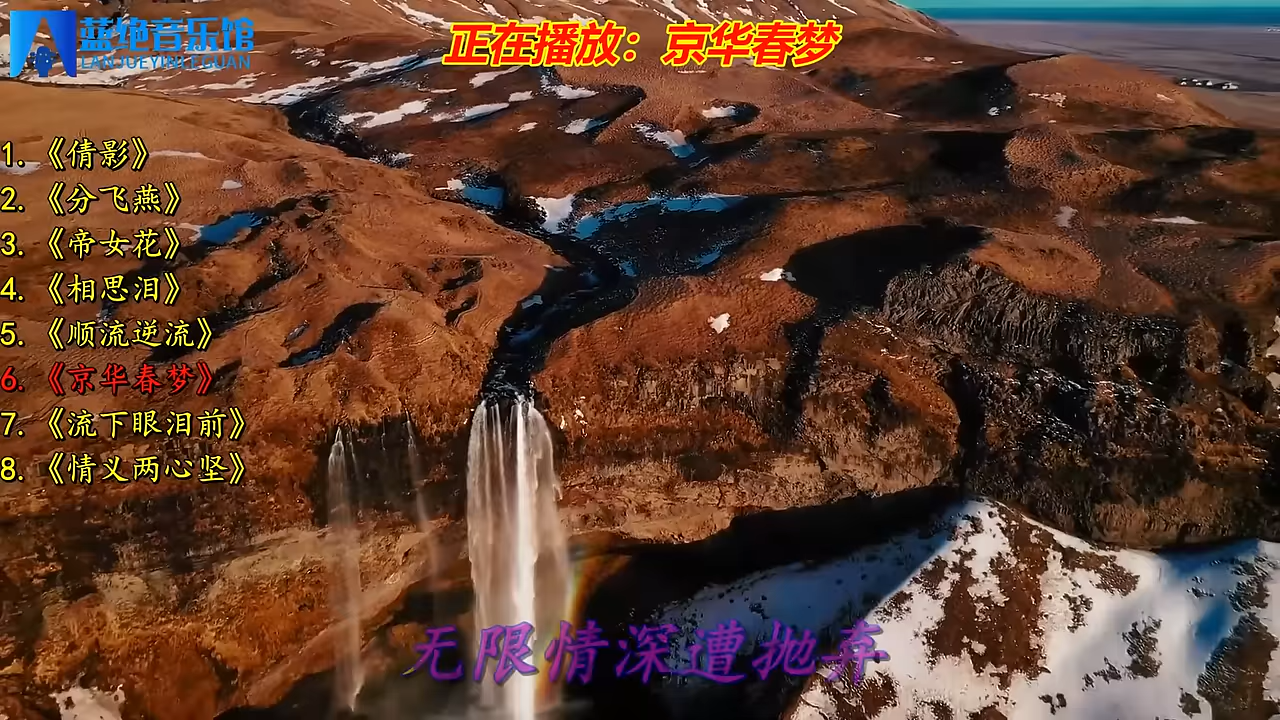 蓝绝音乐馆
LANJUEYINLEGUAN
正在播放：京华春梦
1. 《倩影》
2. 《分飞燕》
3. 《帝女花》
4. 《相思泪》
5. 《顺流逆流》
6. 《京华春梦》
7. 《流下眼泪前》
8. 《情义两心坚》
无限情深遭抛弃